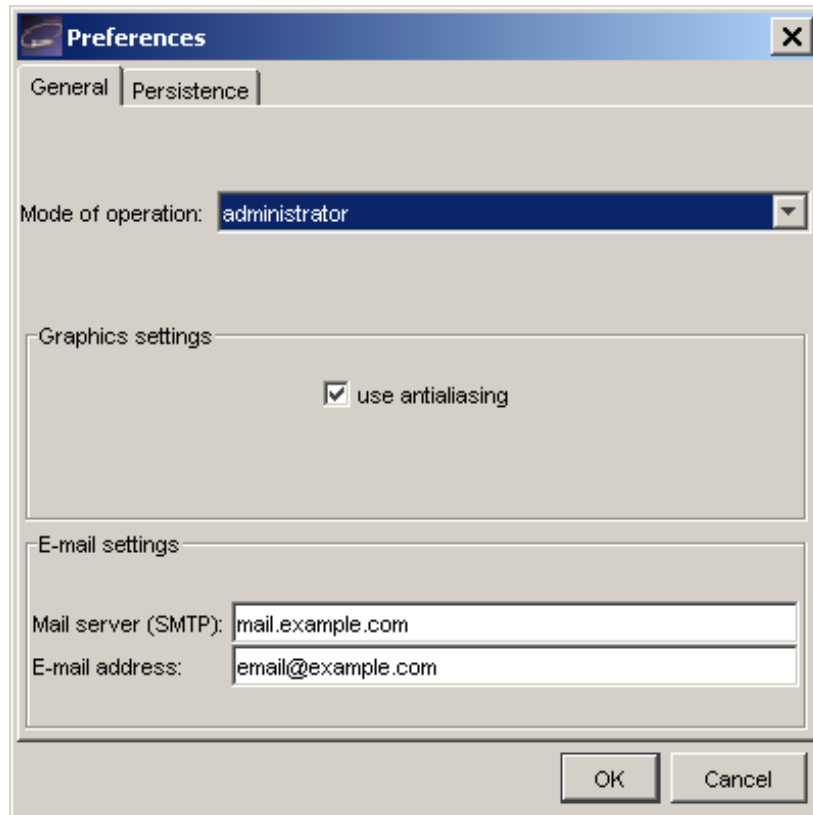 Preferences
General Persistence
Mode of operation: administrator
Graphics settings
use antialiasing
E-mail settings
Mail server (SMTP): mail.example.com
E-mail address: email@example.com
OK Cancel